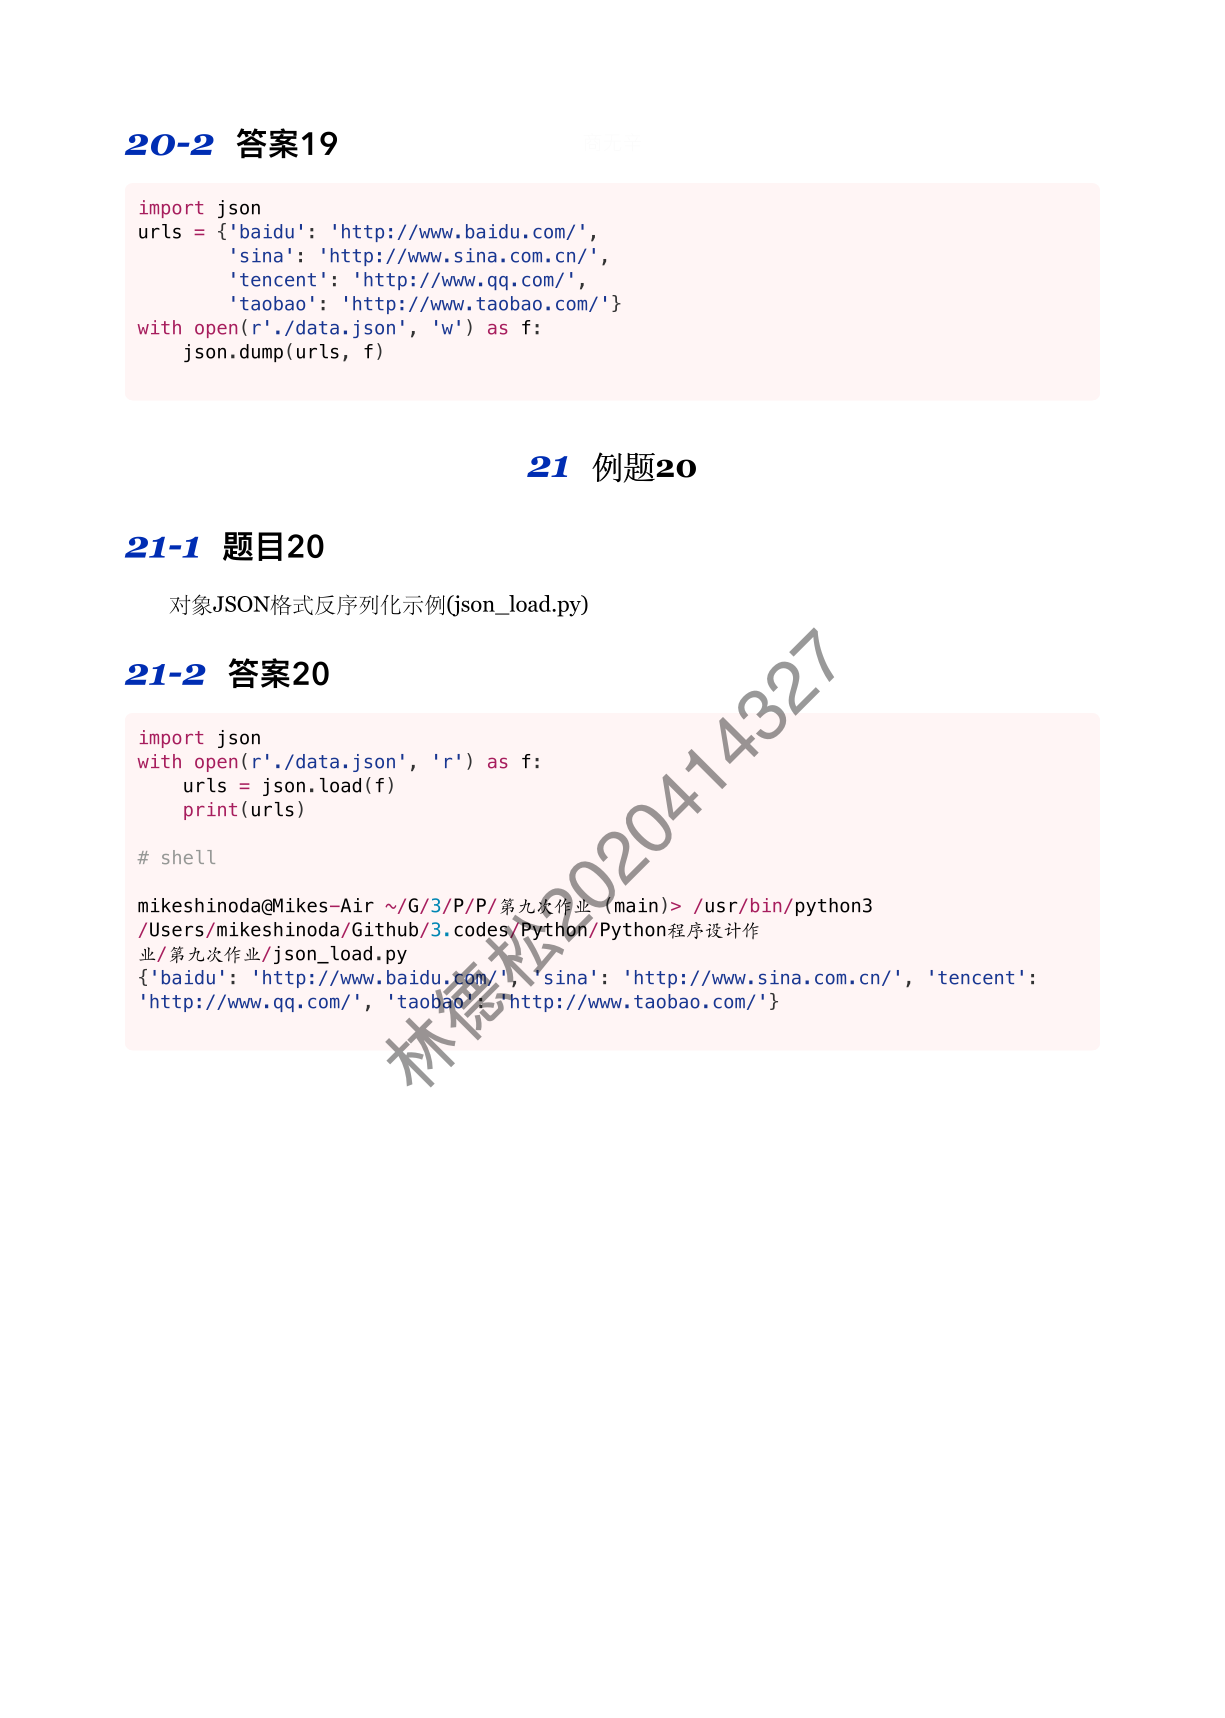 20-2 答案19
import json
urls = {'baidu': 'http://www.baidu.com/',
        'sina': 'http://www.sina.com.cn/',
        'tencent': 'http://www.qq.com/',
        'taobao': 'http://www.taobao.com/'}
with open(r'./data.json', 'w') as f:
    json.dump(urls, f)
21 例题20
21-1 题目20
对象JSON格式反序列化示例(json_load.py)
21-2 答案20
import json
with open(r'./data.json', 'r') as f:
    urls = json.load(f)
    print(urls)
# shell
mikeshinoda@Mikes-Air ~/G/3/P/P/第九次作业 (main)> /usr/bin/python3
/Users/mikeshinoda/Github/3.codes/Python/Python程序设计作
业/第九次作业/json_load.py
{'baidu': 'http://www.baidu.com/', 'sina': 'http://www.sina.com.cn/', 'tencent':
'http://www.qq.com/', 'taobao': 'http://www.taobao.com/'}
林德松2020414327